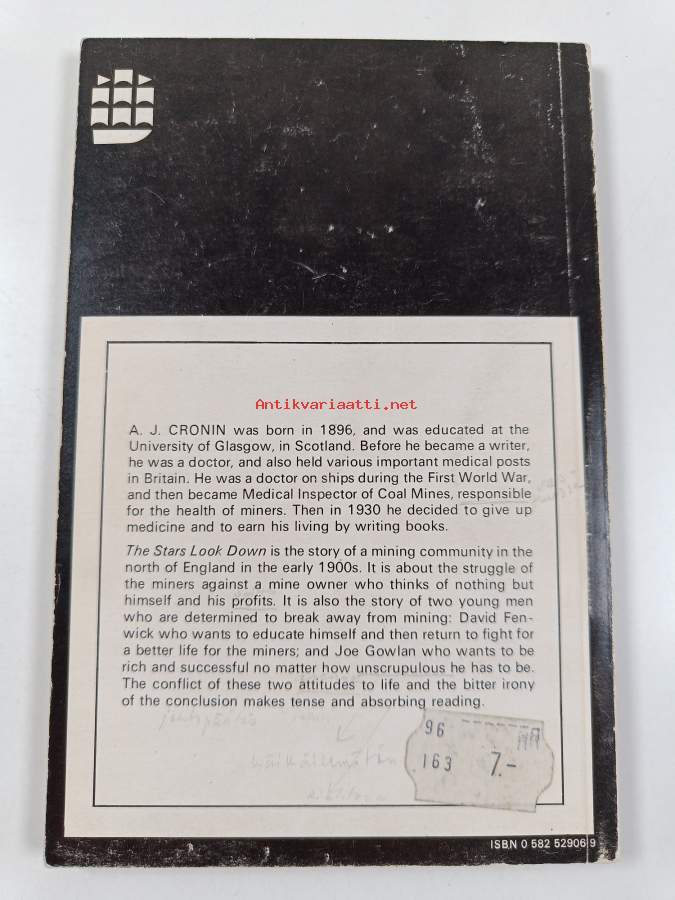 Antikvariaatti.net
A. J. CRONIN was born in 1896, and was educated at the
University of Glasgow, in Scotland. Before he became a writer,
he was a doctor, and also held various important medical posts
in Britain. He was a doctor on ships during the First World War,
and then became Medical Inspector of Coal Mines, responsible
for the health of miners. Then in 1930 he decided to give up
medicine and to earn his living by writing books.
The Stars Look Down is the story of a mining community in the
north of England in the early 1900s. It is about the struggle of
the miners against a mine owner who thinks of nothing but
himself and his profits. It is also the story of two young men
who are determined to break away from mining: David Fen-
wick who wants to educate himself and then return to fight for
a better life for the miners; and Joe Gowlan who wants to be
rich and successful no matter how unscrupulous he has to be.
The conflict of these two attitudes to life and the bitter irony
of the conclusion makes tense and absorbing reading.
96
163 7.-
ISBN 0 582 52906 9